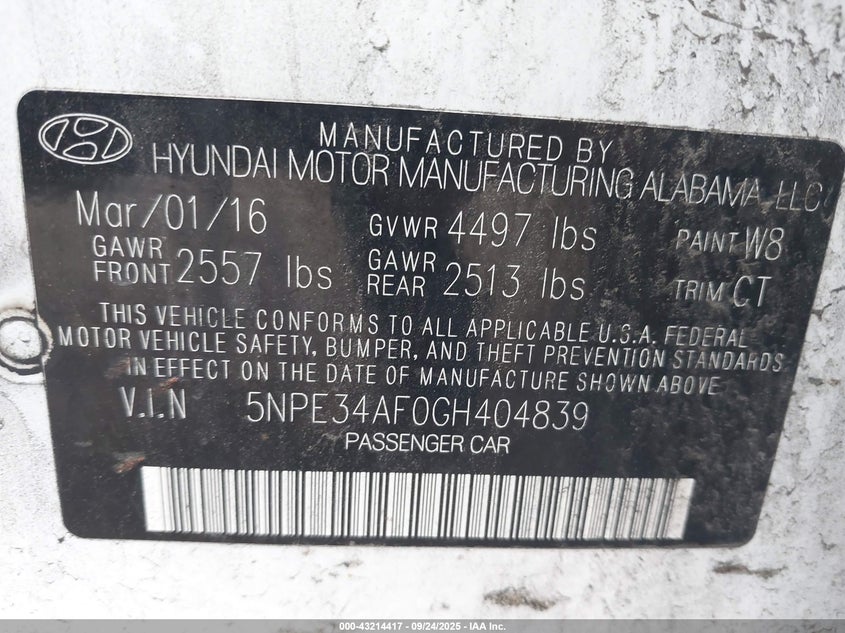 MANUFACTURED BY
HYUNDAI MOTOR MANUFACTURING ALABAMA, LLC
Mar/01/16 GVWR 4497 lbs PAINT W8
GAWR FRONT 2557 lbs GAWR REAR 2513 lbs TRIM CT
THIS VEHICLE CONFORMS TO ALL APPLICABLE U.S.A. FEDERAL
MOTOR VEHICLE SAFETY, BUMPER, AND THEFT PREVENTION STANDARDS
IN EFFECT ON THE DATE OF MANUFACTURE SHOWN ABOVE.
V.I.N 5NPE34AF0GH404839
PASSENGER CAR
000-43214417 - 09/24/2025 - IAA Inc.